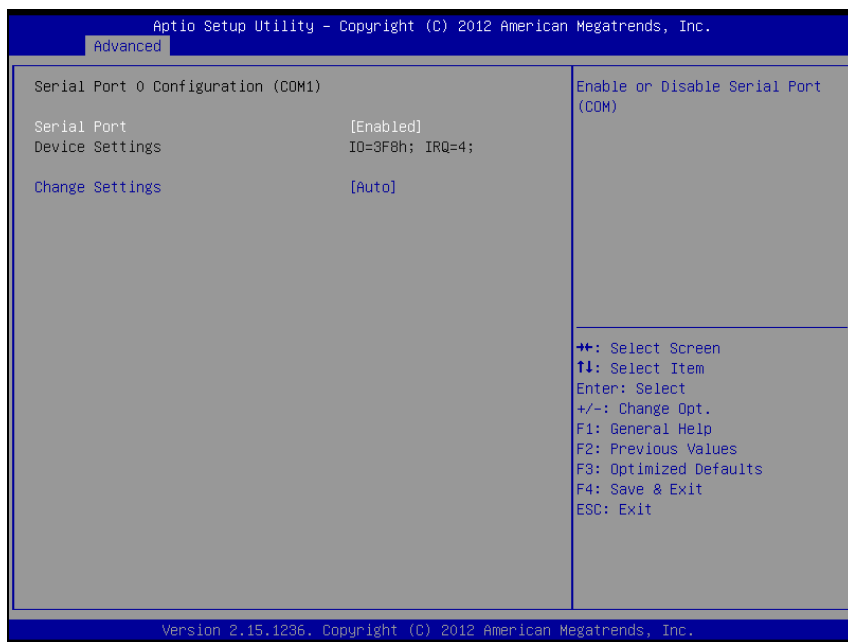 Aptio Setup Utility – Copyright (C) 2012 American Megatrends, Inc.
Advanced
Serial Port 0 Configuration (COM1)
Serial Port [Enabled]
Device Settings IO=3F8h; IRQ=4;
Change Settings [Auto]
Enable or Disable Serial Port
(COM)
→←: Select Screen
↑↓: Select Item
Enter: Select
+/-: Change Opt.
F1: General Help
F2: Previous Values
F3: Optimized Defaults
F4: Save & Exit
ESC: Exit
Version 2.15.1236. Copyright (C) 2012 American Megatrends, Inc.